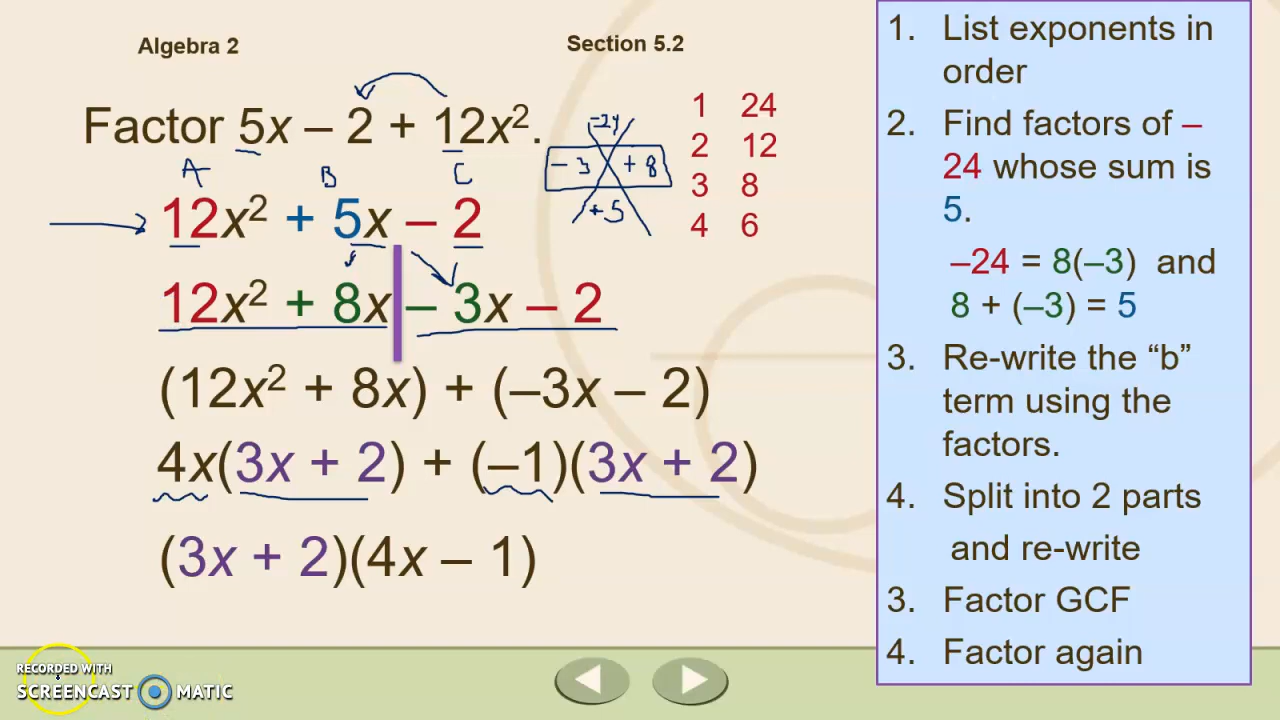 Algebra 2
Section 5.2
Factor 5x – 2 + 12x².
A B C
12x² + 5x – 2
12x² + 8x – 3x – 2
(12x² + 8x) + (–3x – 2)
4x(3x + 2) + (–1)(3x + 2)
(3x + 2)(4x – 1)
-24
-3 +8
+5
1 24
2 12
3 8
4 6
1. List exponents in
order
2. Find factors of –
24 whose sum is
5.
–24 = 8(–3) and
8 + (–3) = 5
3. Re-write the “b”
term using the
factors.
4. Split into 2 parts
and re-write
3. Factor GCF
4. Factor again
RECORDED WITH
SCREENCAST MATIC